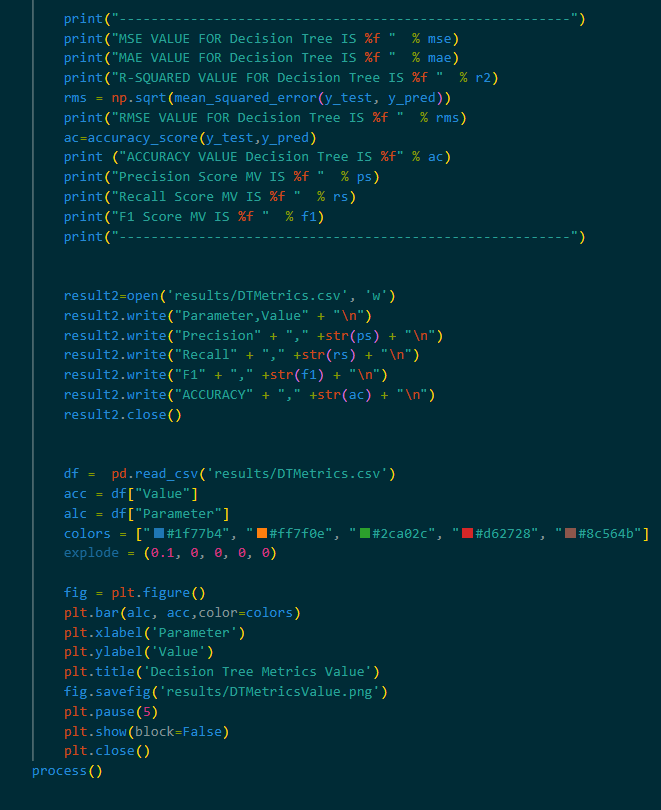 print("---------------------------------------------------------")
print("MSE VALUE FOR Decision Tree IS %f "  % mse)
print("MAE VALUE FOR Decision Tree IS %f "  % mae)
print("R-SQUARED VALUE FOR Decision Tree IS %f "  % r2)
rms = np.sqrt(mean_squared_error(y_test, y_pred))
print("RMSE VALUE FOR Decision Tree IS %f "  % rms)
ac=accuracy_score(y_test,y_pred)
print ("ACCURACY VALUE Decision Tree IS %f" % ac)
print("Precision Score MV IS %f "  % ps)
print("Recall Score MV IS %f "  % rs)
print("F1 Score MV IS %f "  % f1)
print("---------------------------------------------------------")
result2=open('results/DTMetrics.csv', 'w')
result2.write("Parameter,Value" + "\n")
result2.write("Precision" + "," +str(ps) + "\n")
result2.write("Recall" + "," +str(rs) + "\n")
result2.write("F1" + "," +str(f1) + "\n")
result2.write("ACCURACY" + "," +str(ac) + "\n")
result2.close()
df =  pd.read_csv('results/DTMetrics.csv')
acc = df["Value"]
alc = df["Parameter"]
colors = ["#1f77b4", "#ff7f0e", "#2ca02c", "#d62728", "#8c564b"]
explode = (0.1, 0, 0, 0, 0)
fig = plt.figure()
plt.bar(alc, acc,color=colors)
plt.xlabel('Parameter')
plt.ylabel('Value')
plt.title('Decision Tree Metrics Value')
fig.savefig('results/DTMetricsValue.png')
plt.pause(5)
plt.show(block=False)
plt.close()
process()